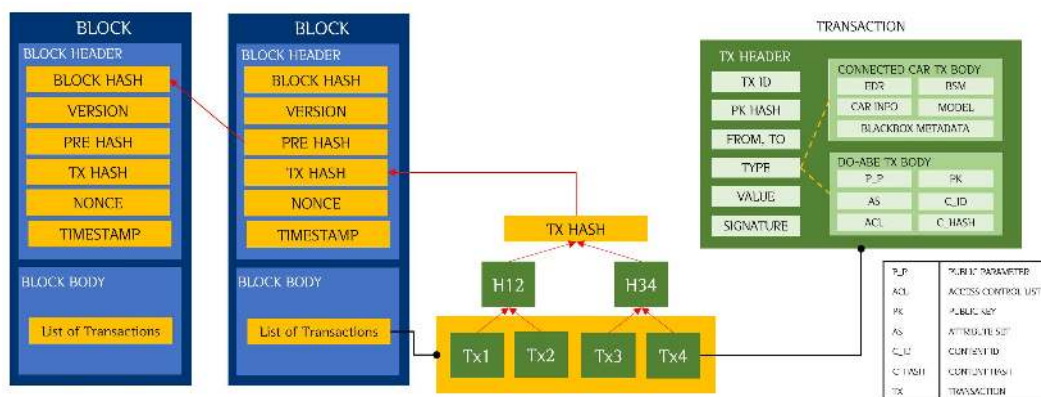 BLOCK
BLOCK HEADER
BLOCK HASH
VERSION
PRE HASH
TX HASH
NONCE
TIMESTAMP
BLOCK BODY
List of Transactions
BLOCK
BLOCK HEADER
BLOCK HASH
VERSION
PRE HASH
TX HASH
NONCE
TIMESTAMP
BLOCK BODY
List of Transactions
TX HASH
H12
H34
Tx1
Tx2
Tx3
Tx4
TRANSACTION
TX HEADER
TX ID
PK HASH
FROM, TO
TYPE
VALUE
SIGNATURE
CONNECTED CAR TX BODY
EDR
BSM
CAR INFO
MODEL
BLACKBOX METADATA
DO-ABE TX BODY
P_P
PK
AS
C_ID
ACL
C_HASH
P_P PUBLIC PARAMETER
ACL ACCESS CONTROL LIST
PK PUBLIC KEY
AS ATTRIBUTE SET
C_ID CONTENT ID
C_HASH CONTENT HASH
TX TRANSACTION